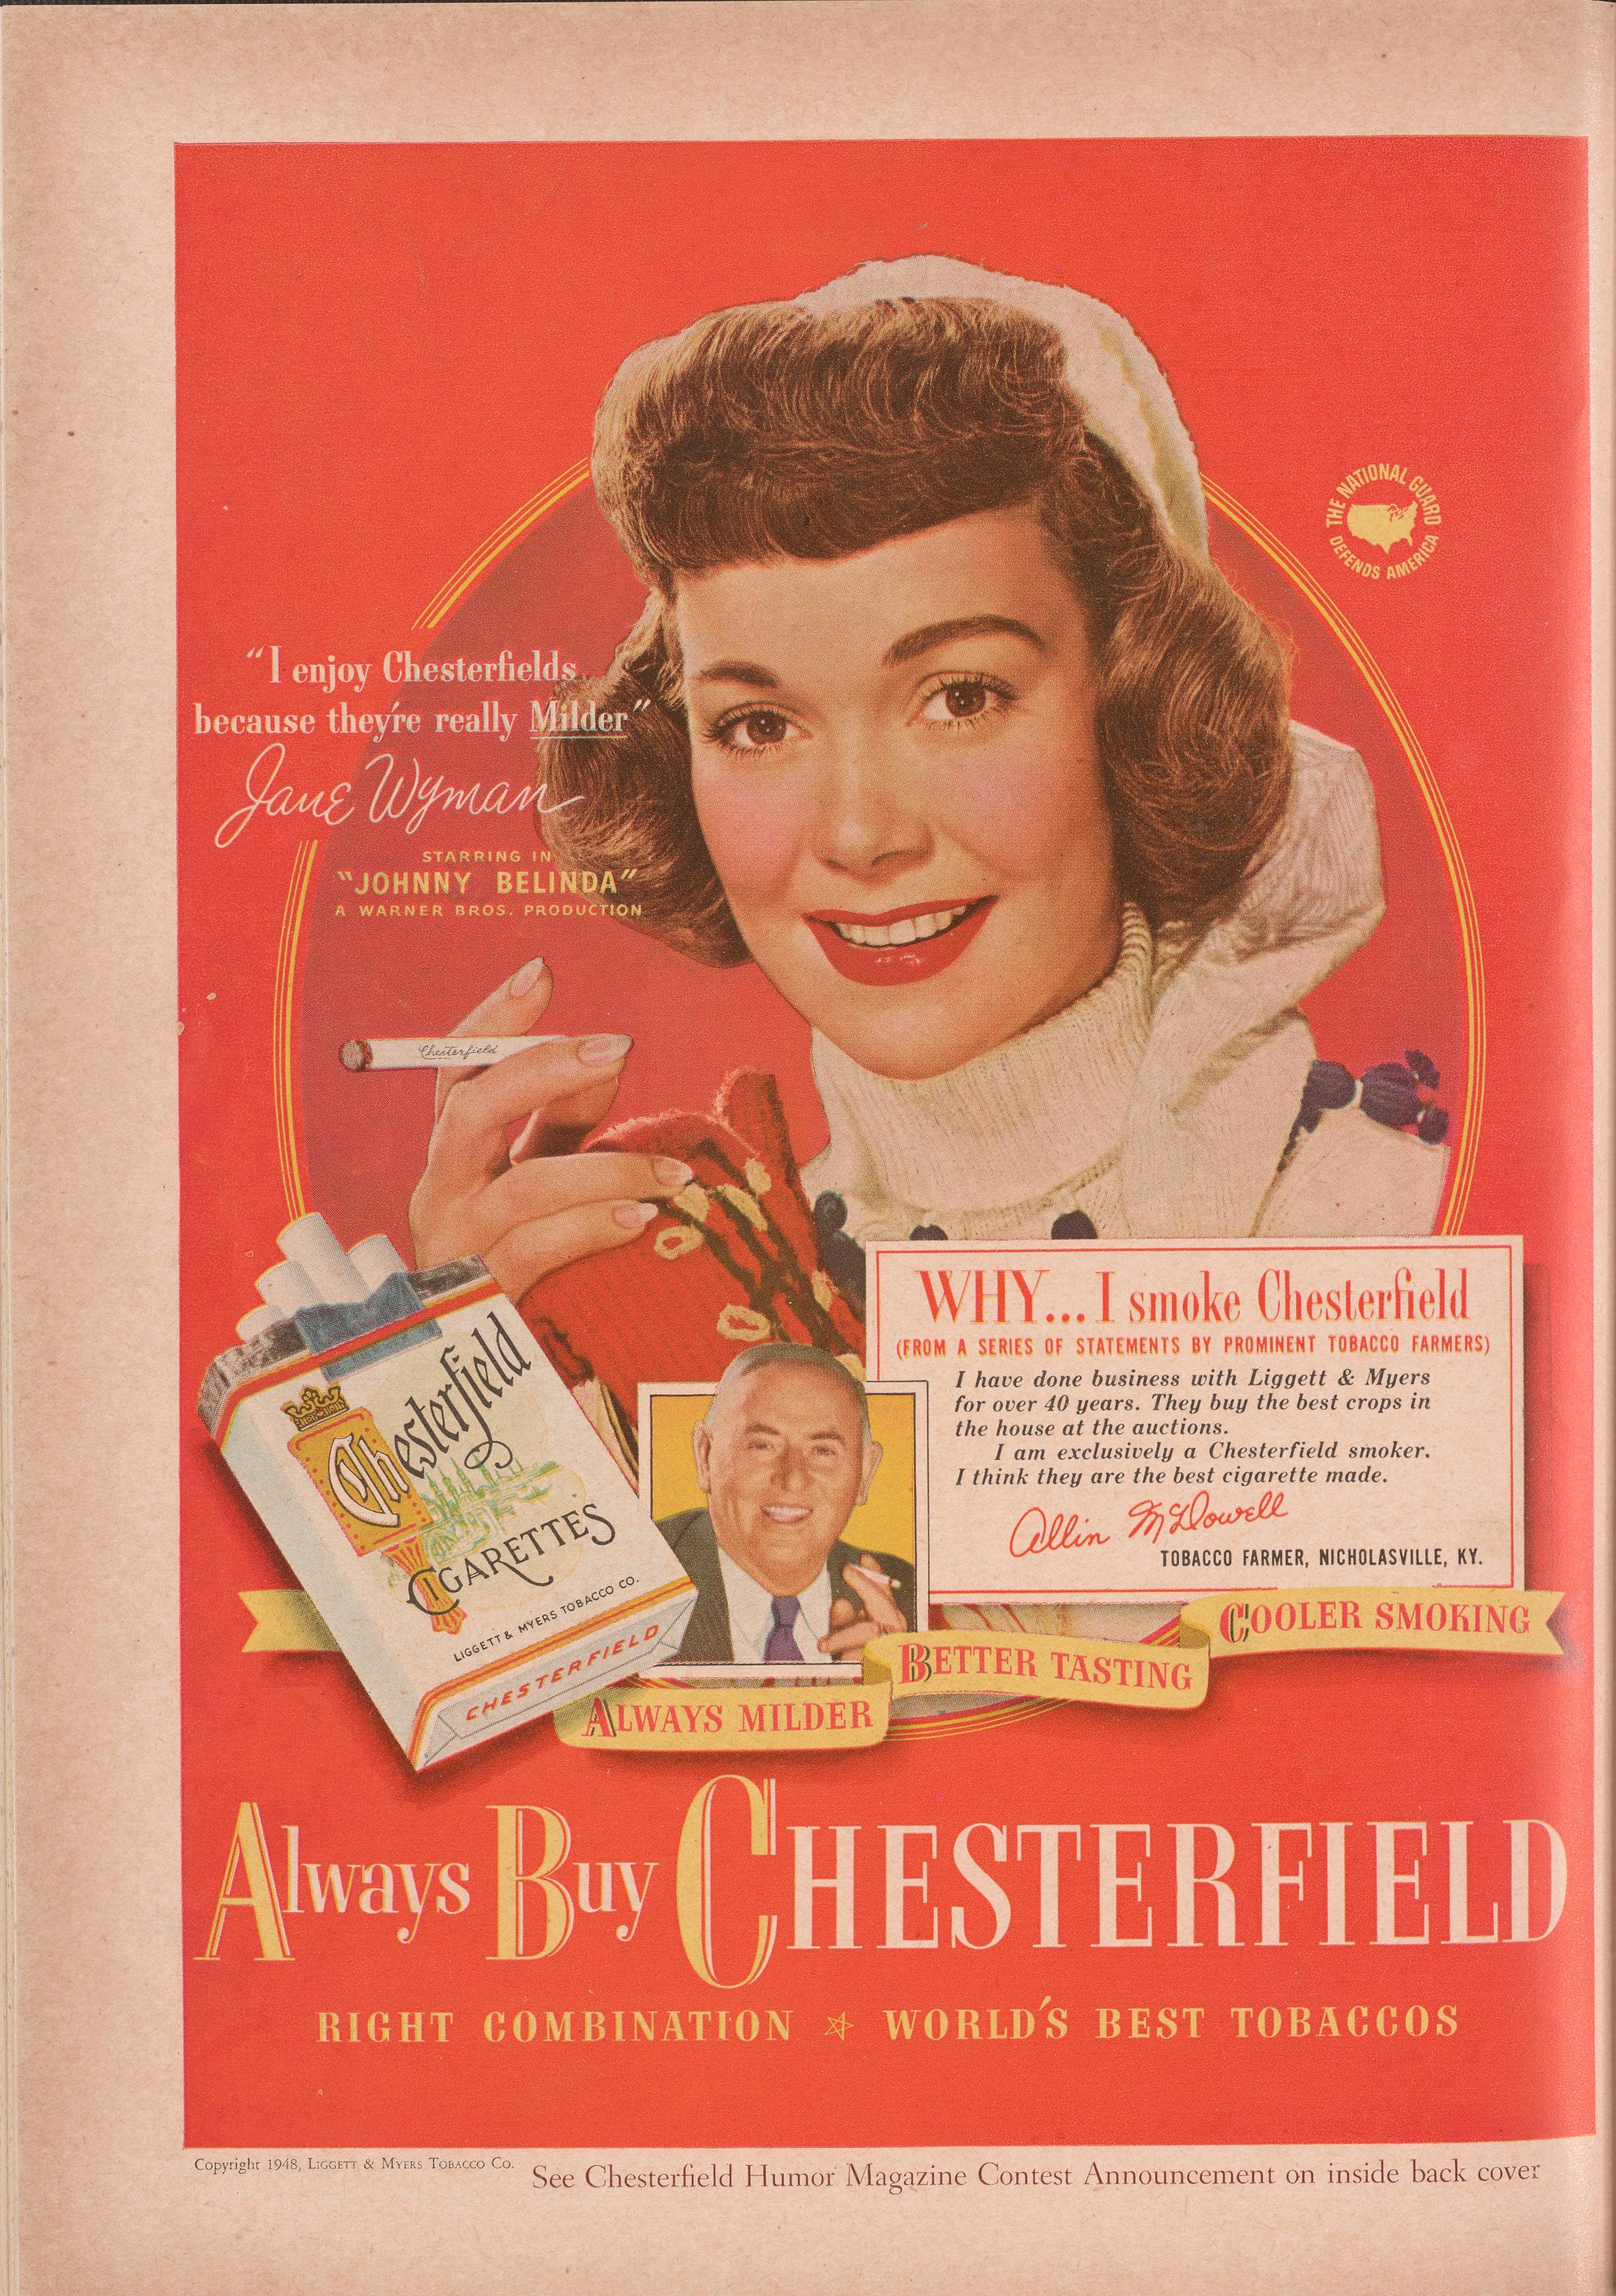 THE NATIONAL GUARD
DEFENDS AMERICA
"I enjoy Chesterfields
because they're really Milder"
Jane Wyman
STARRING IN
"JOHNNY BELINDA"
A WARNER BROS. PRODUCTION
Chesterfield
WHY...I smoke Chesterfield
(FROM A SERIES OF STATEMENTS BY PROMINENT TOBACCO FARMERS)
I have done business with Liggett & Myers
for over 40 years. They buy the best crops in
the house at the auctions.
I am exclusively a Chesterfield smoker.
I think they are the best cigarette made.
Allin McDowell
TOBACCO FARMER, NICHOLASVILLE, KY.
Chesterfield
CIGARETTES
LIGGETT & MYERS TOBACCO CO.
CHESTERFIELD
ALWAYS MILDER
BETTER TASTING
COOLER SMOKING
Always Buy CHESTERFIELD
RIGHT COMBINATION ☆ WORLD'S BEST TOBACCOS
Copyright 1948, LIGGETT & MYERS TOBACCO CO.
See Chesterfield Humor Magazine Contest Announcement on inside back cover